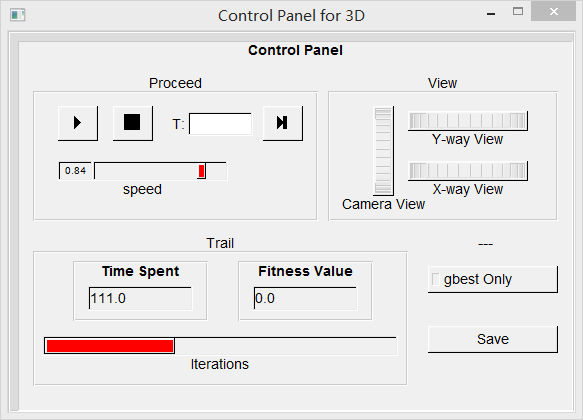 Control Panel for 3D
Control Panel
Proceed
View
T:
0.84
speed
Y-way View
X-way View
Camera View
Trail
---
Time Spent
Fitness Value
111.0
0.0
gbest Only
Iterations
Save